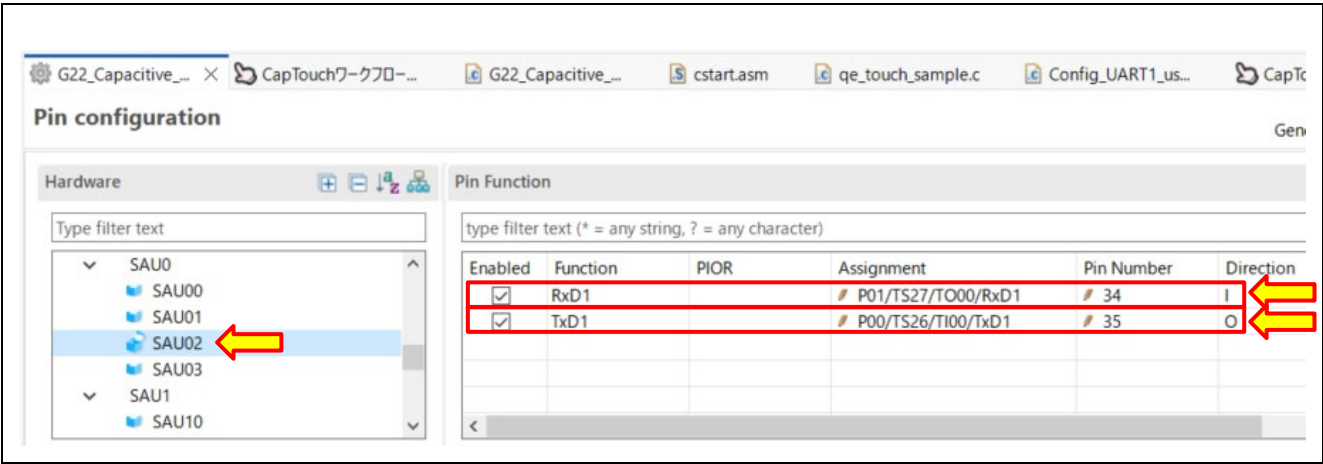 G22_Capacitive_... CapTouchワークフロー... G22_Capacitive_... cstart.asm qe_touch_sample.c Config_UART1_us... CapTo
Pin configuration
Gene
Hardware
Type filter text
SAU0
SAU00
SAU01
SAU02
SAU03
SAU1
SAU10
Pin Function
type filter text (* = any string, ? = any character)
Enabled Function PIOR Assignment Pin Number Direction
RxD1 P01/TS27/TO00/RxD1 34 I
TxD1 P00/TS26/TI00/TxD1 35 O